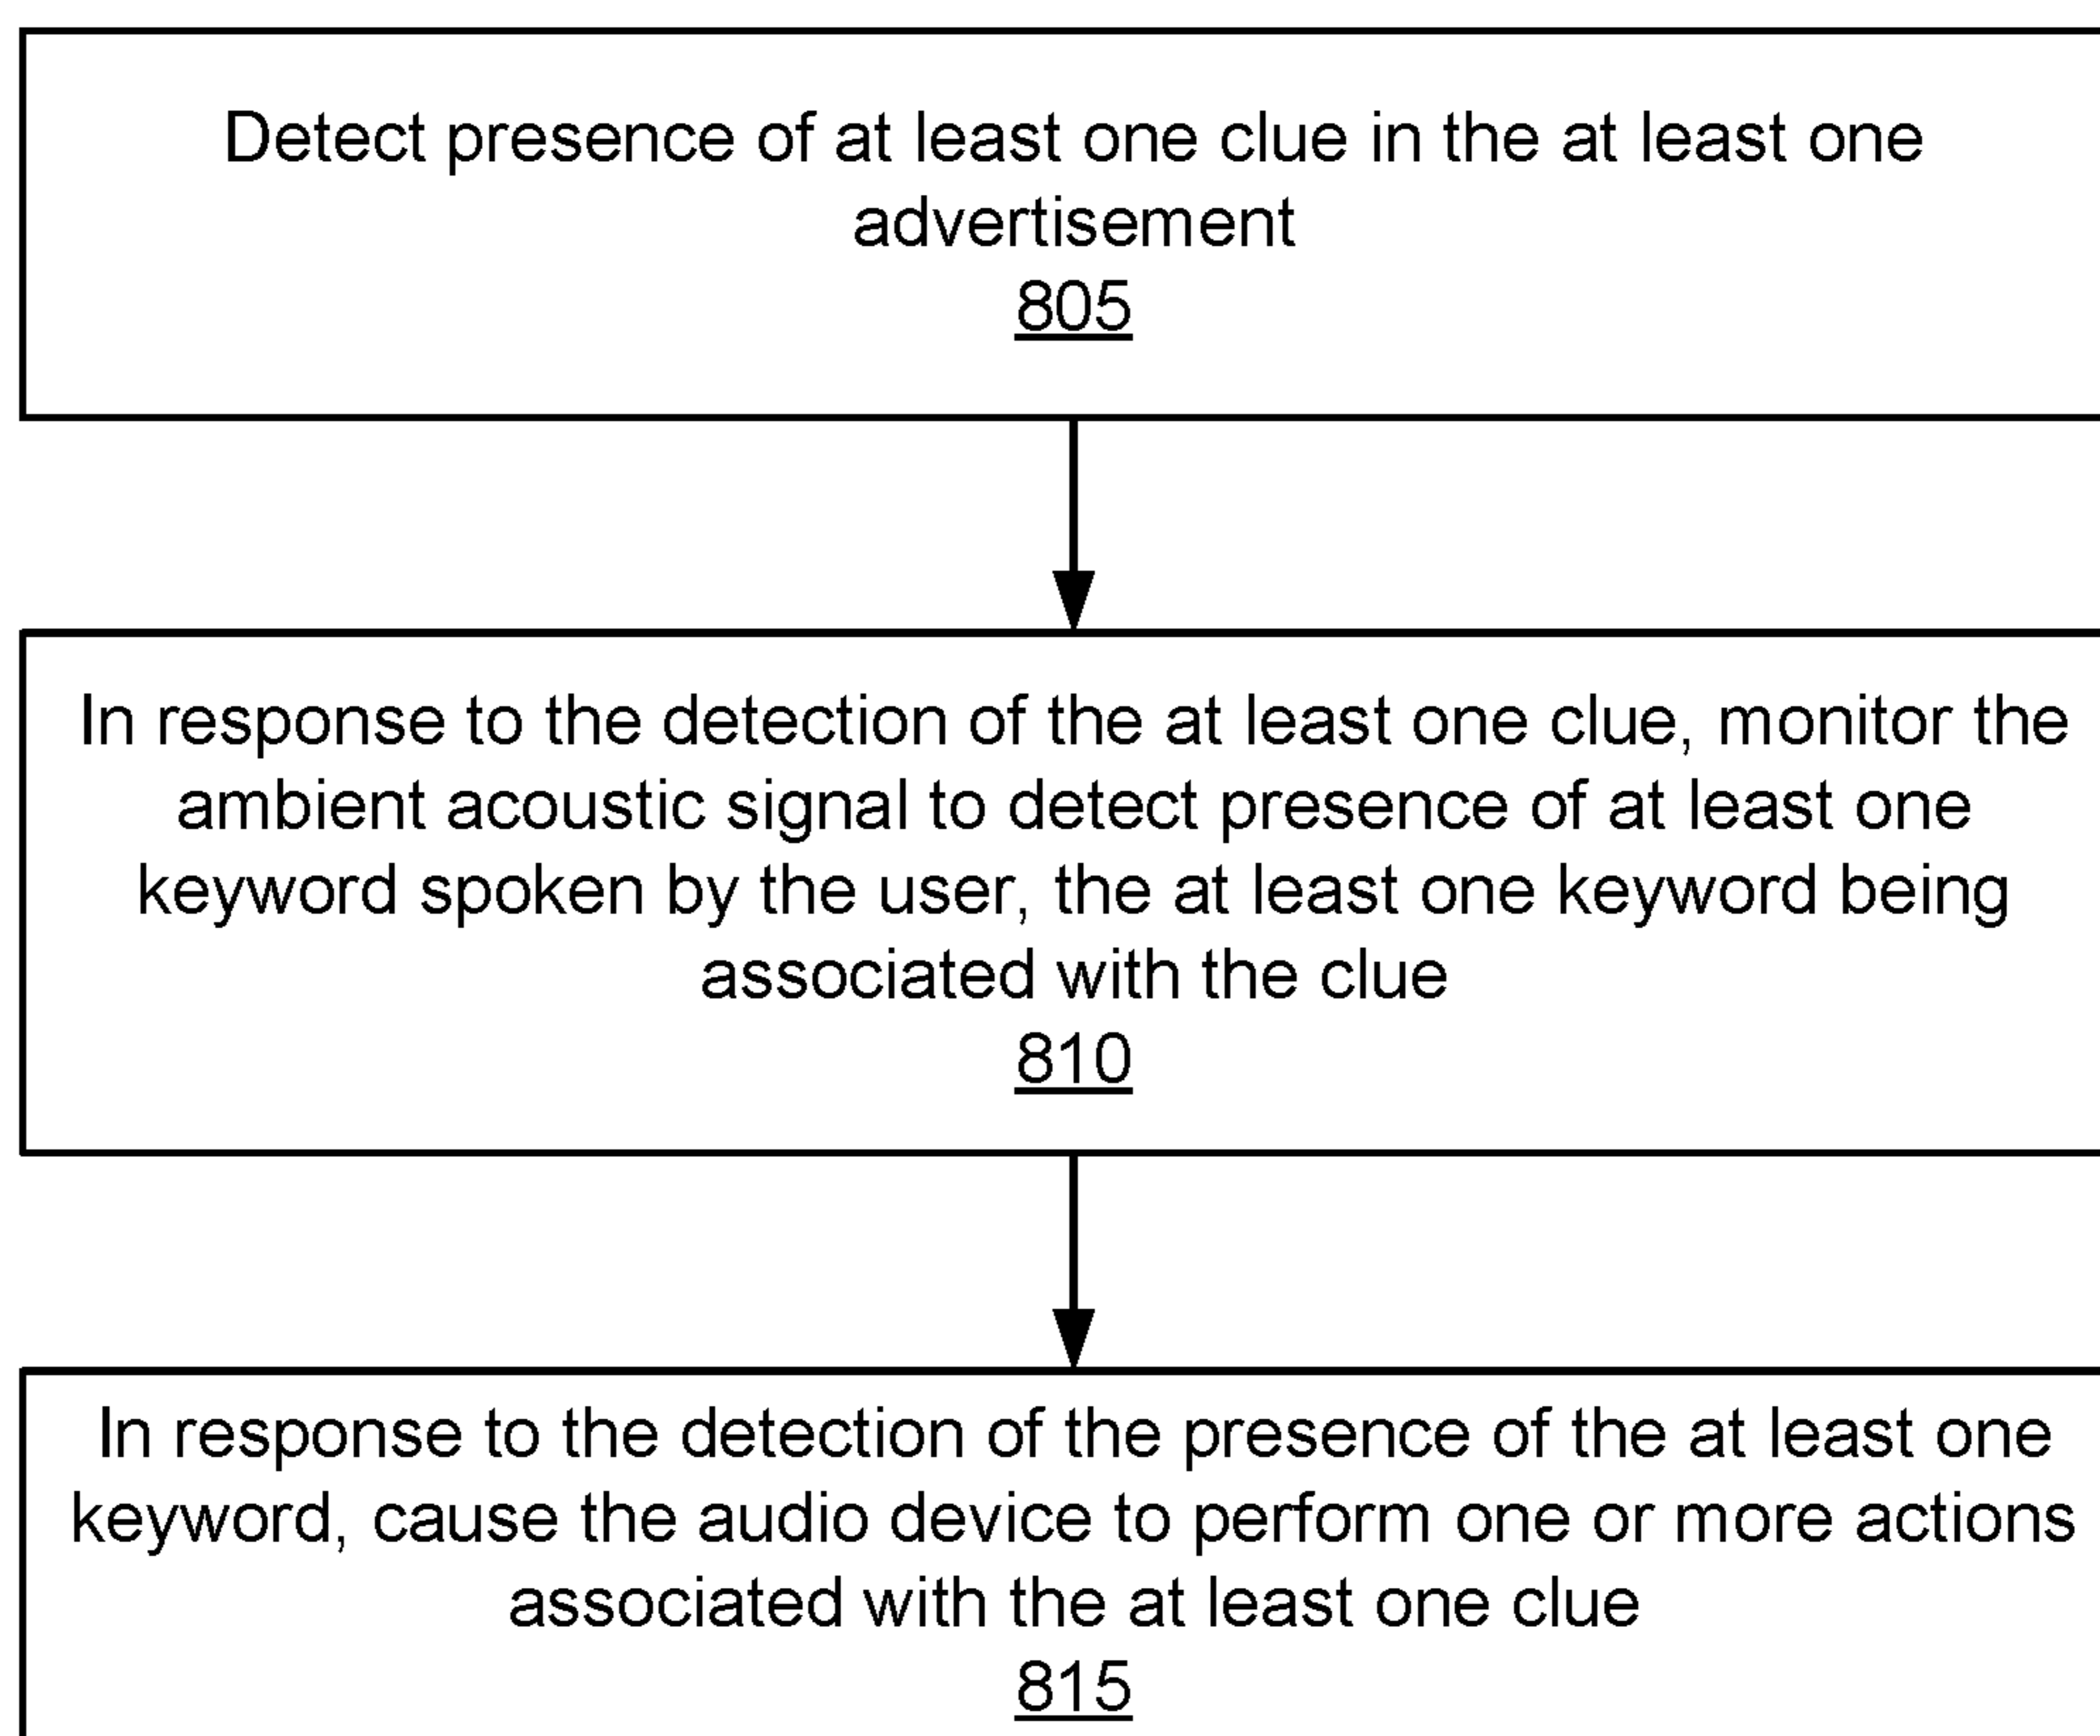 Detect presence of at least one clue in the at least one
advertisement
805
In response to the detection of the at least one clue, monitor the
ambient acoustic signal to detect presence of at least one
keyword spoken by the user, the at least one keyword being
associated with the clue
810
In response to the detection of the presence of the at least one
keyword, cause the audio device to perform one or more actions
associated with the at least one clue
815